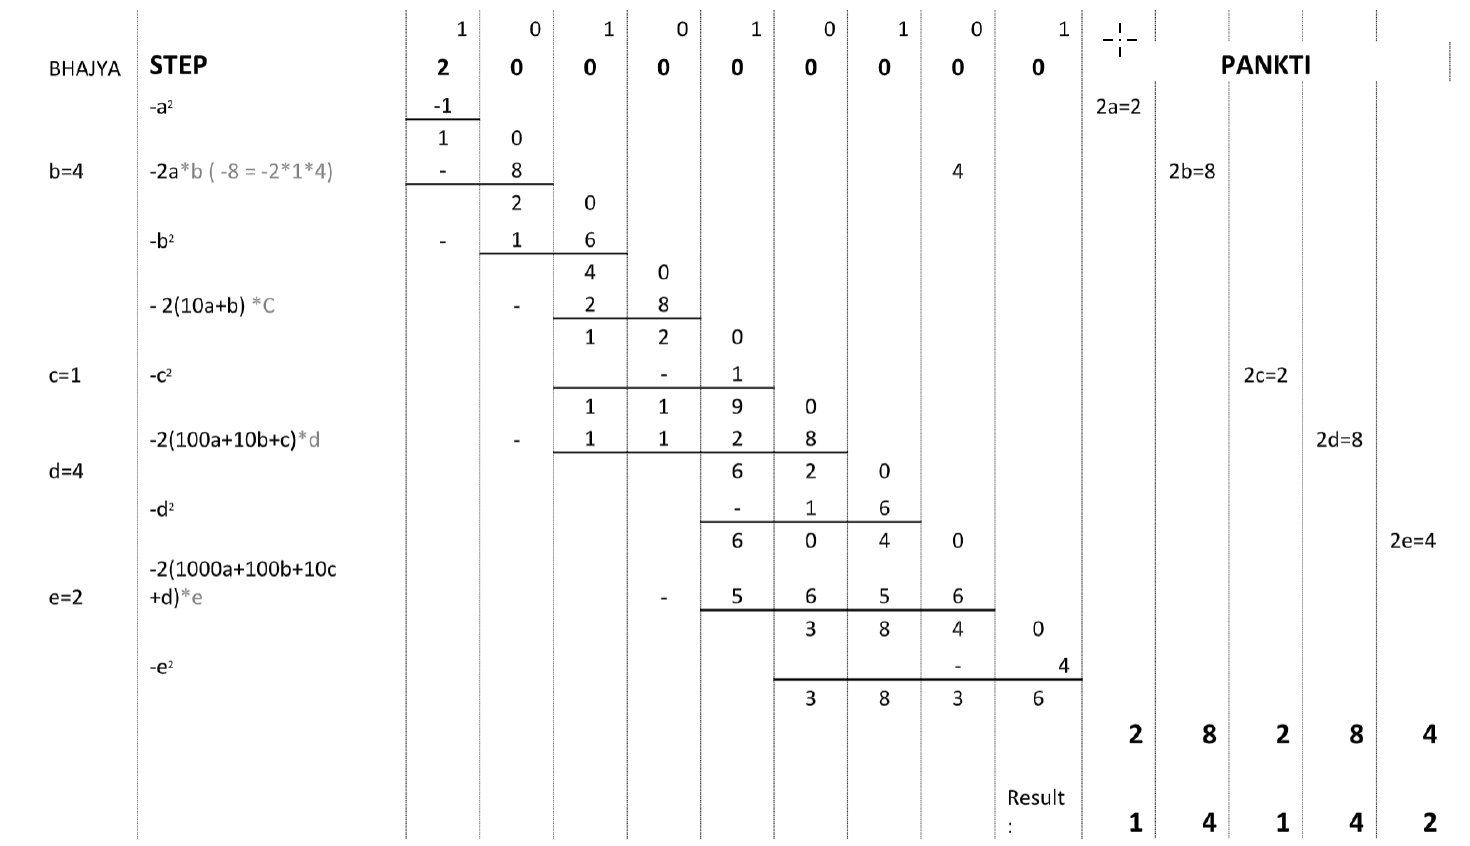 1 0 1 0 1 0 1 0 1
BHAJYA STEP 2 0 0 0 0 0 0 0 0 PANKTI
-a² -1 2a=2
1 0
b=4 -2a*b ( -8 = -2*1*4) - 8 4 2b=8
2 0
-b² - 1 6
4 0
- 2(10a+b) *C - 2 8
1 2 0
c=1 -c² - 1 2c=2
1 1 9 0
-2(100a+10b+c)*d - 1 1 2 8 2d=8
d=4 6 2 0
-d² - 1 6
6 0 4 0 2e=4
-2(1000a+100b+10c
e=2 +d)*e - 5 6 5 6
3 8 4 0
-e² - 4
3 8 3 6
2 8 2 8 4
Result
: 1 4 1 4 2